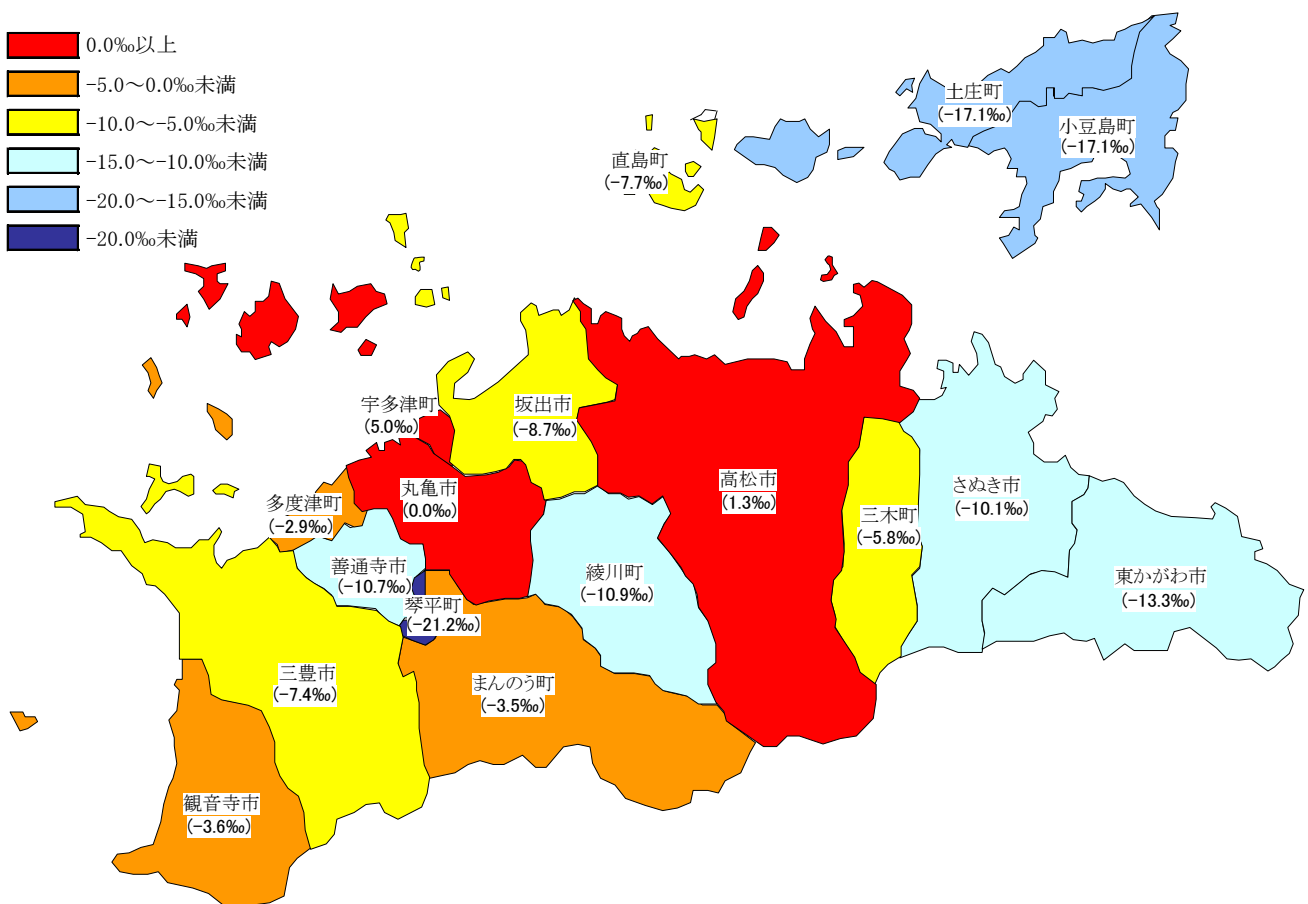 0.0‰以上
-5.0～0.0‰未満
-10.0～-5.0‰未満
-15.0～-10.0‰未満
-20.0～-15.0‰未満
-20.0‰未満
土庄町
(-17.1‰)
小豆島町
(-17.1‰)
直島町
(-7.7‰)
宇多津町
(5.0‰)
坂出市
(-8.7‰)
高松市
(1.3‰)
さぬき市
(-10.1‰)
丸亀市
(0.0‰)
多度津町
(-2.9‰)
三木町
(-5.8‰)
善通寺市
(-10.7‰)
綾川町
(-10.9‰)
東かがわ市
(-13.3‰)
琴平町
(-21.2‰)
三豊市
(-7.4‰)
まんのう町
(-3.5‰)
観音寺市
(-3.6‰)